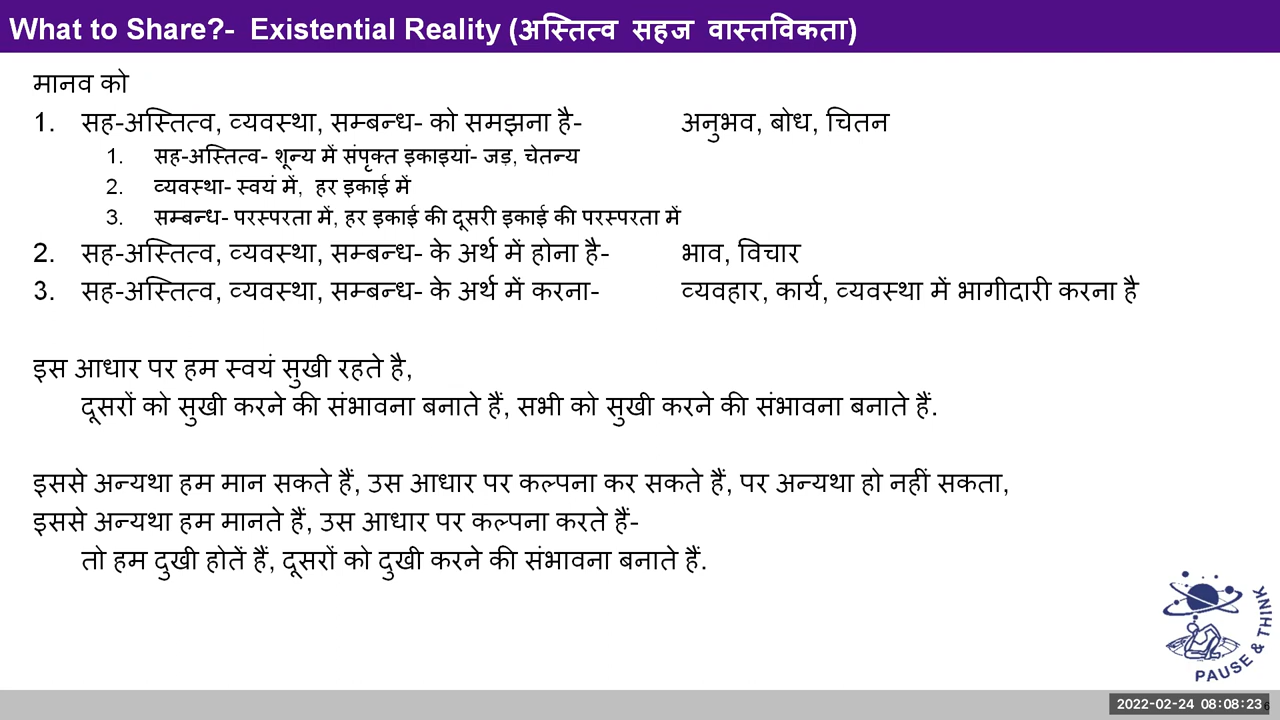 What to Share?- Existential Reality (अस्तित्व सहज वास्तविकता)
मानव को
1. सह-अस्तित्व, व्यवस्था, सम्बन्ध- को समझना है- अनुभव, बोध, चिंतन
1. सह-अस्तित्व- शून्य में संपृक्त इकाइयां- जड़, चेतन्य
2. व्यवस्था- स्वयं में, हर इकाई में
3. सम्बन्ध- परस्परता में, हर इकाई की दूसरी इकाई की परस्परता में
2. सह-अस्तित्व, व्यवस्था, सम्बन्ध- के अर्थ में होना है- भाव, विचार
3. सह-अस्तित्व, व्यवस्था, सम्बन्ध- के अर्थ में करना- व्यवहार, कार्य, व्यवस्था में भागीदारी करना है
इस आधार पर हम स्वयं सुखी रहते है,
दूसरों को सुखी करने की संभावना बनाते हैं, सभी को सुखी करने की संभावना बनाते हैं.
इससे अन्यथा हम मान सकते हैं, उस आधार पर कल्पना कर सकते हैं, पर अन्यथा हो नहीं सकता,
इससे अन्यथा हम मानते हैं, उस आधार पर कल्पना करते हैं-
तो हम दुखी होतें हैं, दूसरों को दुखी करने की संभावना बनाते हैं.
PAUSE & THINK
2022-02-24 08:08:23
6